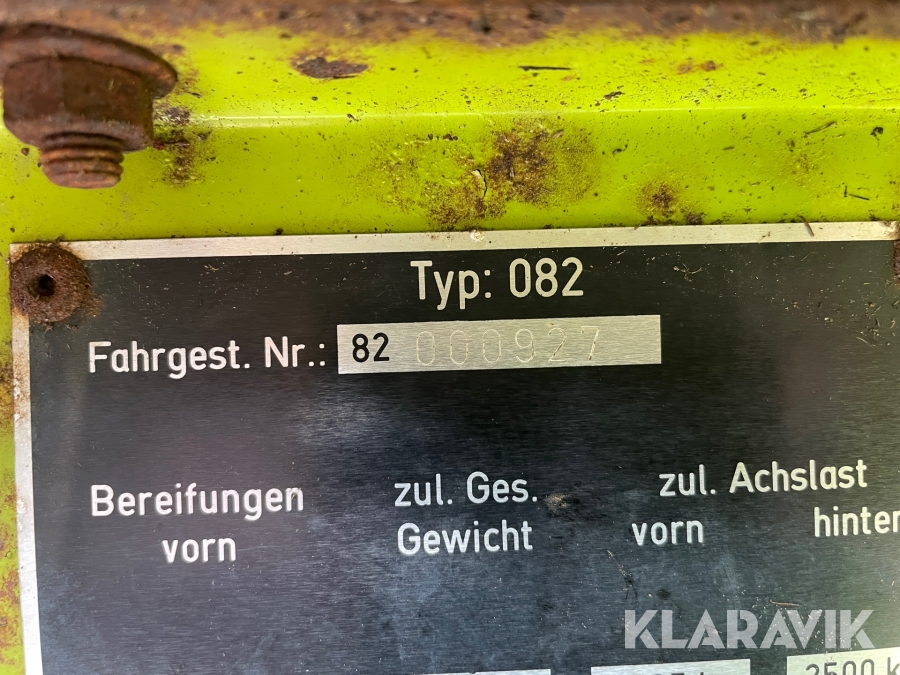 Typ: 082
Fahrgest. Nr.: 82 000927
Bereifungen vorn
zul. Ges. Gewicht
zul. Achslast
vorn hinten
KLARAVIK